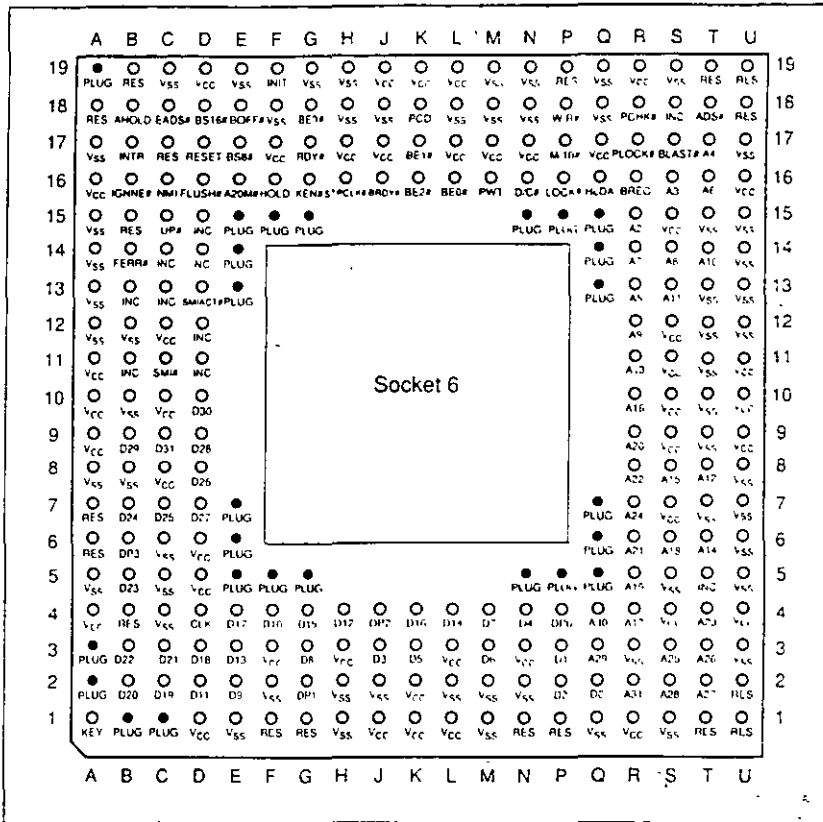 A B C D E F G H J K L M N P Q R S T U
19 19
PLUG RES VSS VCC VSS INIT VSS VSS VCC VCC VCC VSS VSS RES VSS VCC VSS RES RES
18 18
RES AHOLD EADS# BS16# BOFF# VSS BE3# VSS VSS PCD VSS VSS VSS W/R# VSS PCHK# INC ADS# RES
17 17
VSS INTR RES RESET BS8# VCC RDY# VCC VCC BE1# VCC VCC VCC M/IO# VCC PLOCK# BLAST# A4 VSS
16 16
VCC IGNNE# NMI FLUSH# A20M# HOLD KEN# BRDY# BE2# BE0# PWT D/C# LOCK# HLDA BREQ A3 A6 VCC
15 15
VSS RES UP# INC PLUG PLUG PLUG PLUG PLUG A2 VCC VSS VSS
14 14
VSS FERR# INC NC PLUG PLUG A7 A8 A10 VSS
13 13
VSS INC INC SMIACT# PLUG PLUG A5 A11 VSS VSS
12 12
VSS VSS VCC INC A9 VCC VSS VSS
11 11
VCC INC SMI# INC A13 VCC VSS VCC
Socket 6
10 10
VCC VSS VCC D30 A16 VCC VSS VCC
9 9
VCC D29 D31 D28 A20 VCC VSS VCC
8 8
VSS VSS VCC D26 A22 A15 A12 VSS
7 7
RES D24 D25 D27 PLUG PLUG A24 VCC VSS VSS
6 6
RES DP3 VSS VCC PLUG PLUG A21 A18 A14 VSS
5 5
VSS D23 VSS VCC PLUG PLUG PLUG PLUG PLUG A19 VSS INC VSS
4 4
VCC RES VSS CLK D17 D10 D15 D12 DP2 D16 D14 D7 D4 DP0 A30 A17 VCC A23 VCC
3 3
PLUG D22 D21 D18 D13 VCC D8 VCC D3 D5 VCC D6 VCC D1 A29 VSS A25 A26 VSS
2 2
PLUG D20 D19 D11 D9 VSS DP1 VSS VSS VCC VSS VSS VSS D2 D0 A31 A28 A27 RES
1 1
KEY PLUG PLUG VCC VSS RES RES VSS VCC VCC VCC VSS RES RES VSS VCC VSS RES RES
A B C D E F G H J K L M N P Q R S T U